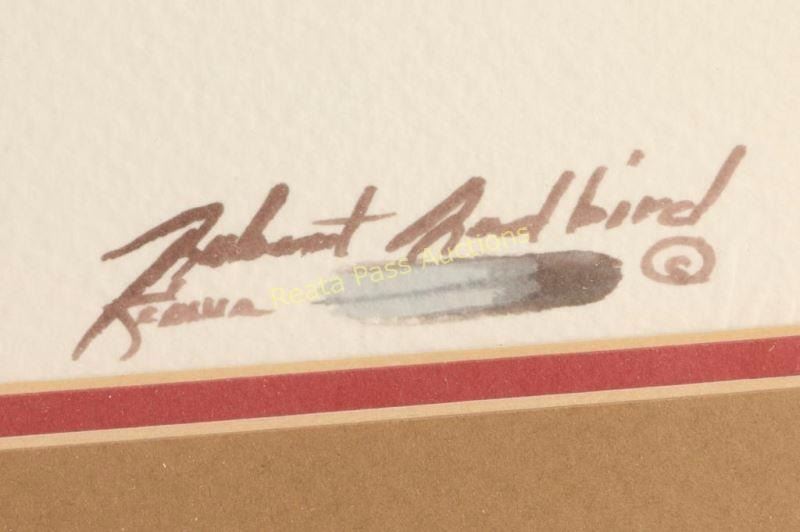 Robert Redbird
Kiowa
Reata Pass Auctions
®